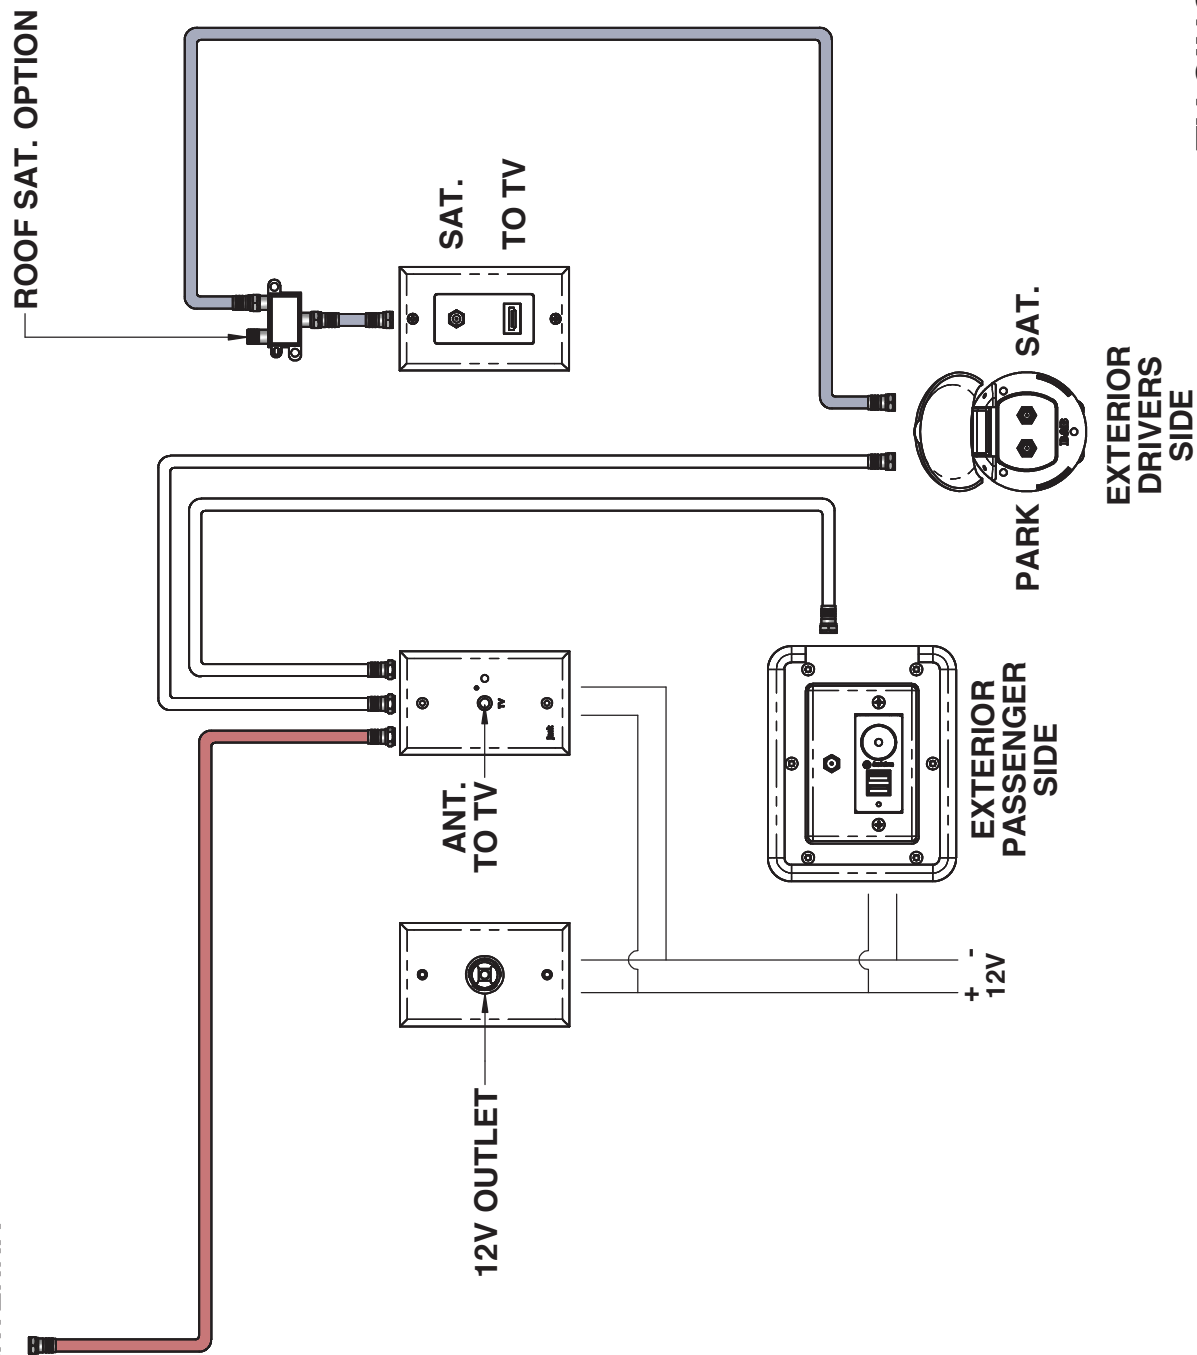 ROOF SAT. OPTION
SAT.
TO TV
ANT.
TO TV
TV
12V OUTLET
PARK
SAT.
EXTERIOR
DRIVERS
SIDE
EXTERIOR
PASSENGER
SIDE
+ -
12V